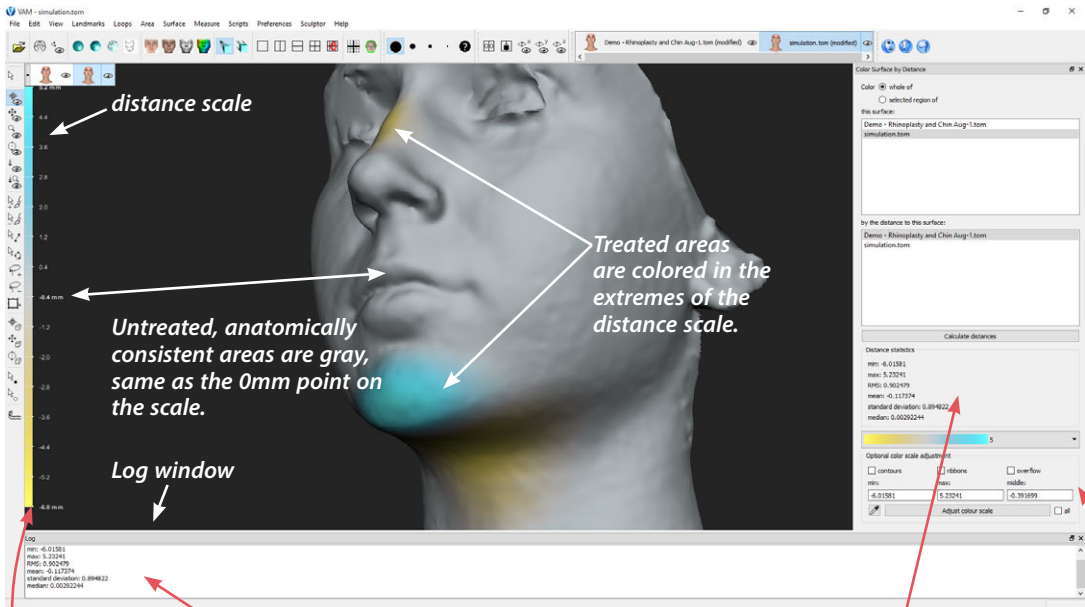 VAM - simulation.tom
File Edit View Landmarks Loops Area Surface Measure Scripts Preferences Sculptor Help
Demo - Rhinoplasty and Chin Aug-1.tom (modified)
simulation.tom (modified)
5.2 mm
4.4
3.6
2.8
2.0
1.2
0.4
-0.4 mm
-1.2
-2.0
-2.8
-3.6
-4.4
-5.2
-6.0 mm
distance scale
Treated areas
are colored in the
extremes of the
distance scale.
Untreated, anatomically
consistent areas are gray,
same as the 0mm point on
the scale.
Log window
Color Surface by Distance
Color whole of
selected region of
this surface:
Demo - Rhinoplasty and Chin Aug-1.tom
simulation.tom
by the distance to this surface:
Demo - Rhinoplasty and Chin Aug-1.tom
simulation.tom
Calculate distances
Distance statistics
min: -6.01581
max: 5.23241
RMS: 0.902479
mean: -0.117374
standard deviation: 0.894822
median: 0.00292244
5
Optional color scale adjustment
contours ribbons overflow
min: max: middle:
-6.01581 5.23241 -0.391699
Adjust colour scale all
Log
min: -6.01581
max: 5.23241
RMS: 0.902479
mean: -0.117374
standard deviation: 0.894822
median: 0.00292244